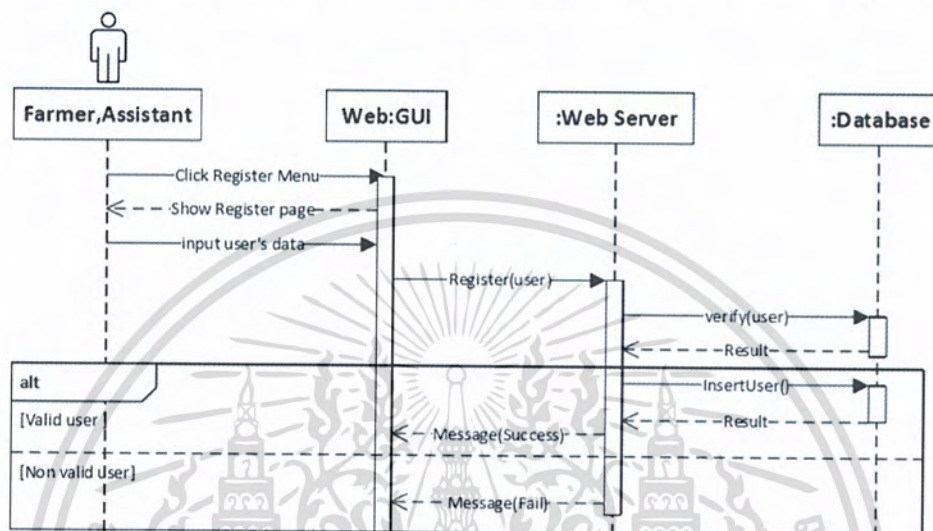 Farmer,Assistant
Web:GUI
:Web Server
:Database
Click Register Menu
Show Register page
input user's data
Register(user)
verify(user)
Result
alt
InsertUser()
[Valid user]
Result
Message(Success)
[Non valid user]
Message(Fail)